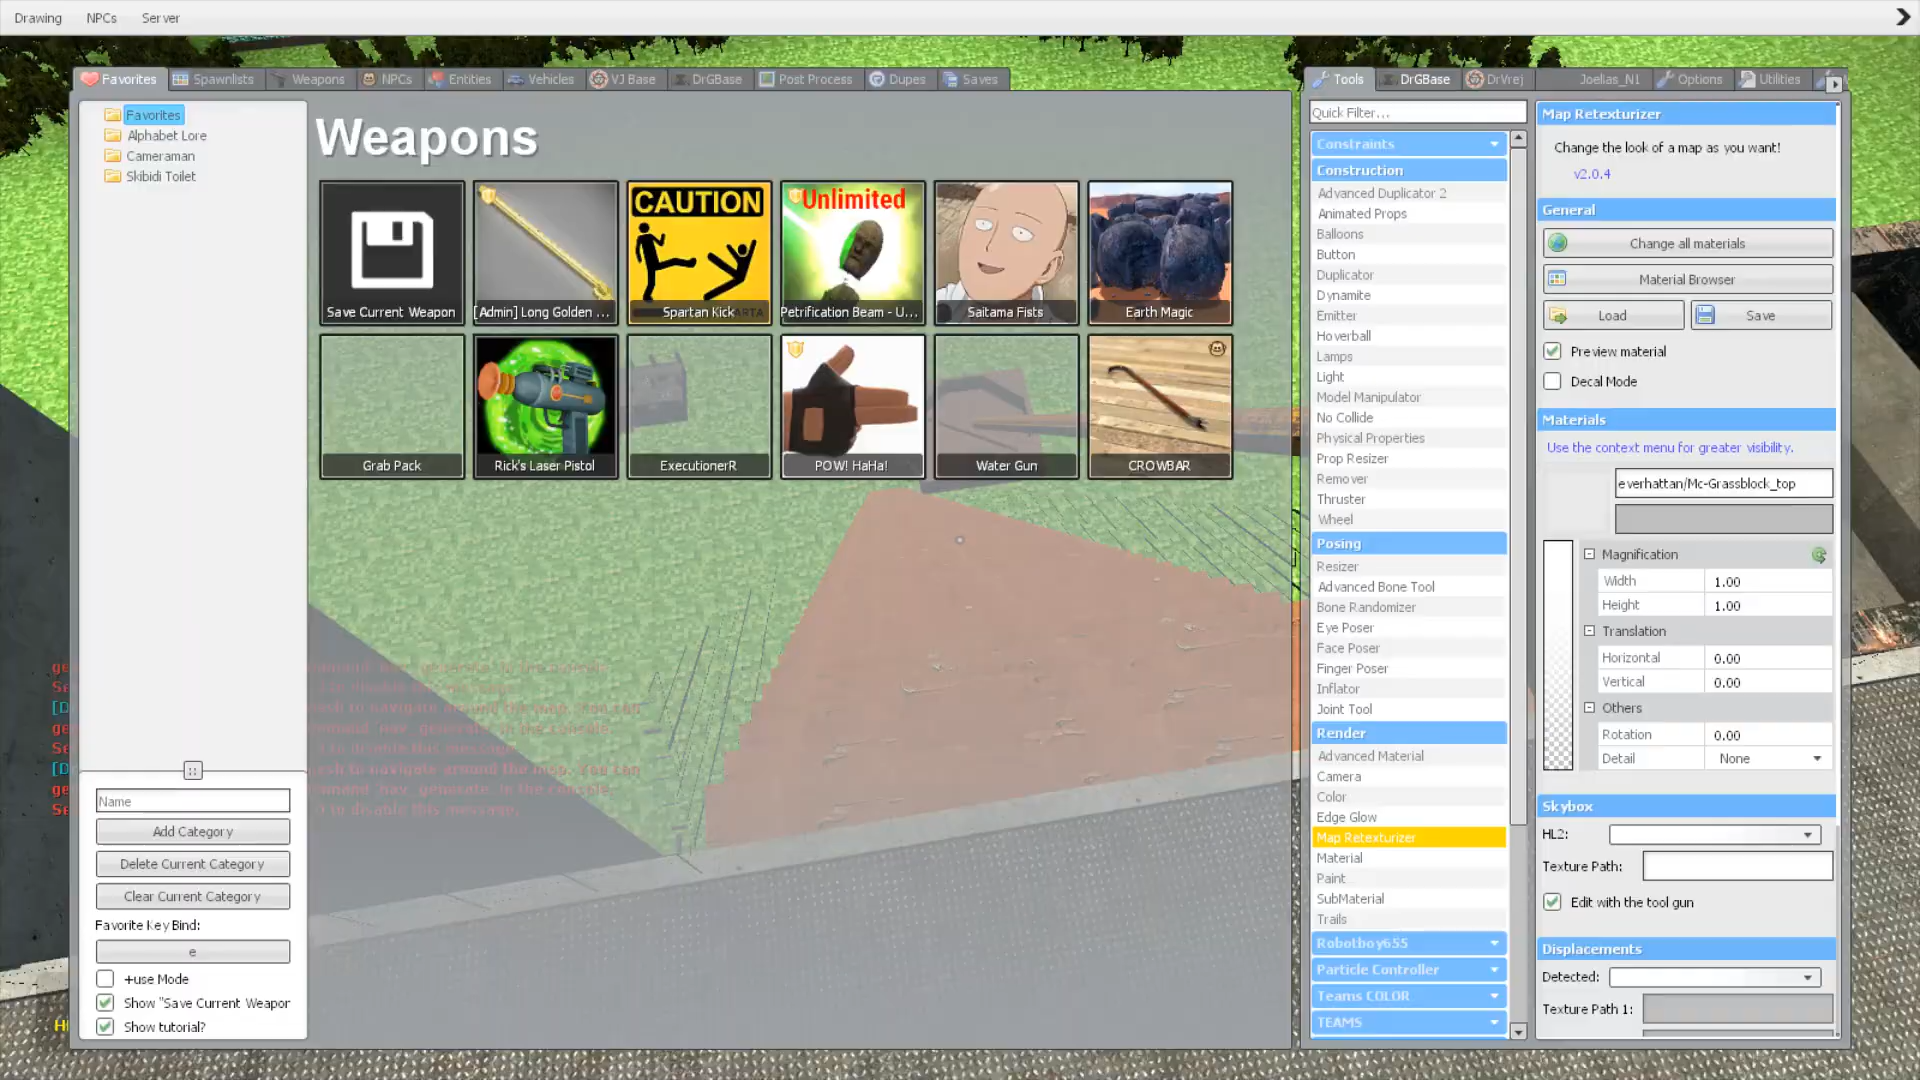 Drawing NPCs Server
Favorites Spawnlists Weapons NPCs Entities Vehicles VJ Base DrGBase Post Process Dupes Saves
Favorites
Alphabet Lore
Cameraman
Skibidi Toilet
Name
Add Category
Delete Current Category
Clear Current Category
Favorite Key Bind:
e
+use Mode
Show "Save Current Weapor
Show tutorial?
Weapons
CAUTION
Unlimited
Save Current Weapon [Admin] Long Golden ... Spartan Kick Petrification Beam - U... Saitama Fists Earth Magic
Grab Pack Rick's Laser Pistol ExecutionerR POW! HaHa! Water Gun CROWBAR
Tools DrGBase DrVrej Joelias_N1 Options Utilities
Quick Filter...
Constraints
Construction
Advanced Duplicator 2
Animated Props
Balloons
Button
Duplicator
Dynamite
Emitter
Hoverball
Lamps
Light
Model Manipulator
No Collide
Physical Properties
Prop Resizer
Remover
Thruster
Wheel
Posing
Resizer
Advanced Bone Tool
Bone Randomizer
Eye Poser
Face Poser
Finger Poser
Inflator
Joint Tool
Render
Advanced Material
Camera
Color
Edge Glow
Map Retexturizer
Material
Paint
SubMaterial
Trails
Robotboy655
Particle Controller
Teams COLOR
TEAMS
Map Retexturizer
Change the look of a map as you want!
v2.0.4
General
Change all materials
Material Browser
Load Save
Preview material
Decal Mode
Materials
Use the context menu for greater visibility.
everhattan/Mc-Grassblock_top
Magnification
Width 1.00
Height 1.00
Translation
Horizontal 0.00
Vertical 0.00
Others
Rotation 0.00
Detail None
Skybox
HL2:
Texture Path:
Edit with the tool gun
Displacements
Detected:
Texture Path 1: